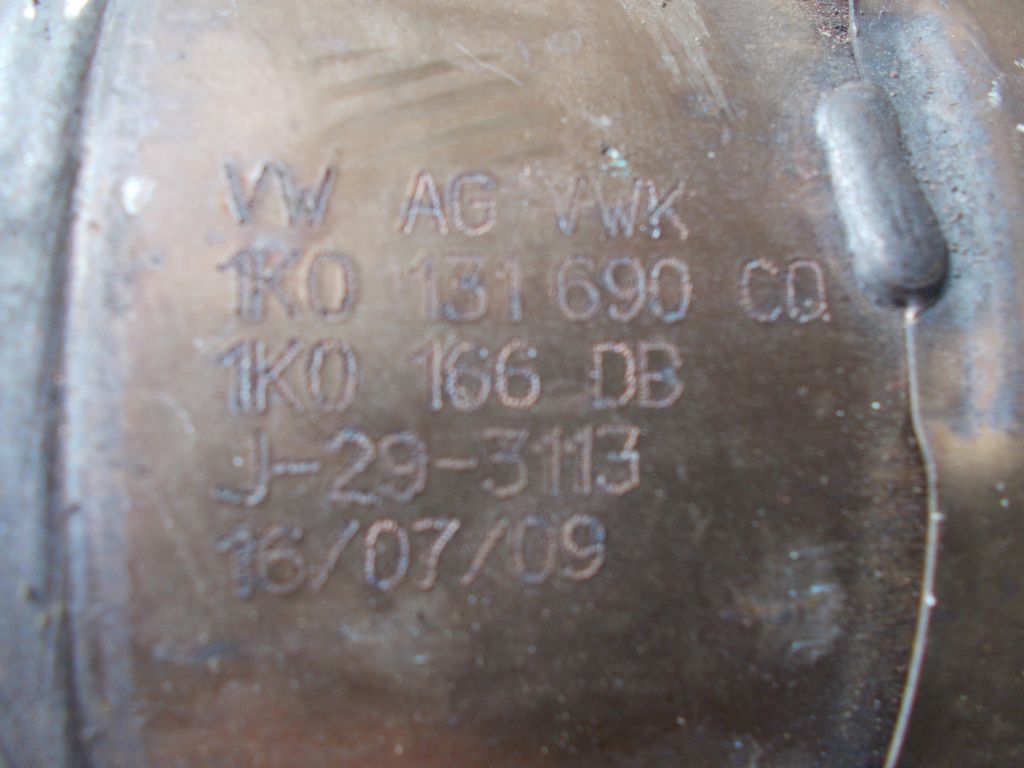 VW AG VWK
1K0 131 690 CQ
1K0 166 DB
J-29-3113
16/07/09